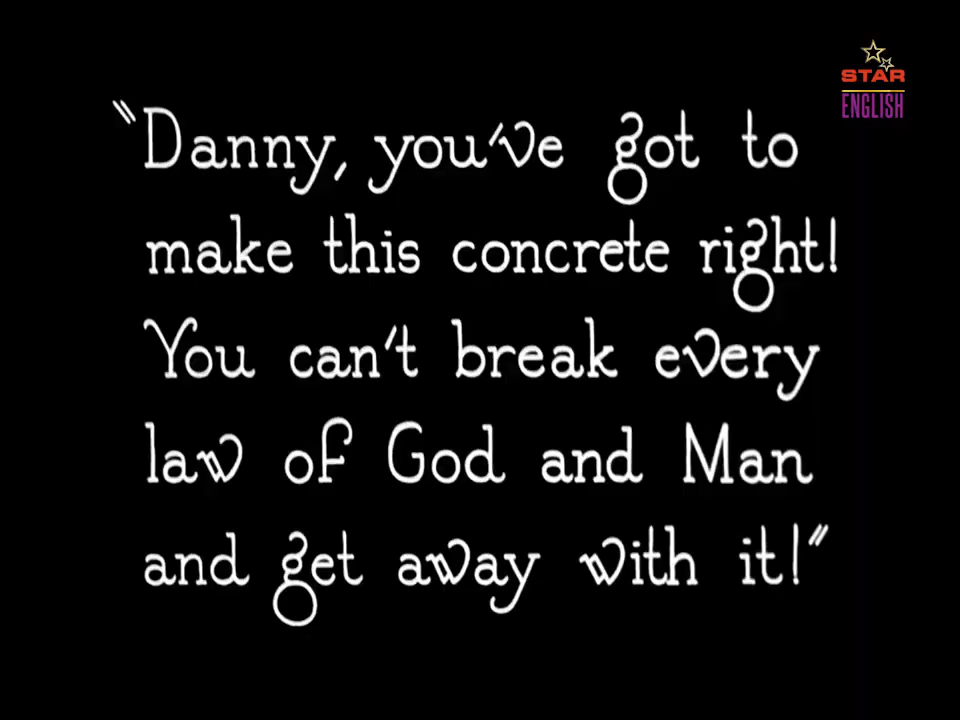 STAR
ENGLISH
"Danny, you've got to
make this concrete right!
You can't break every
law of God and Man
and get away with it!"